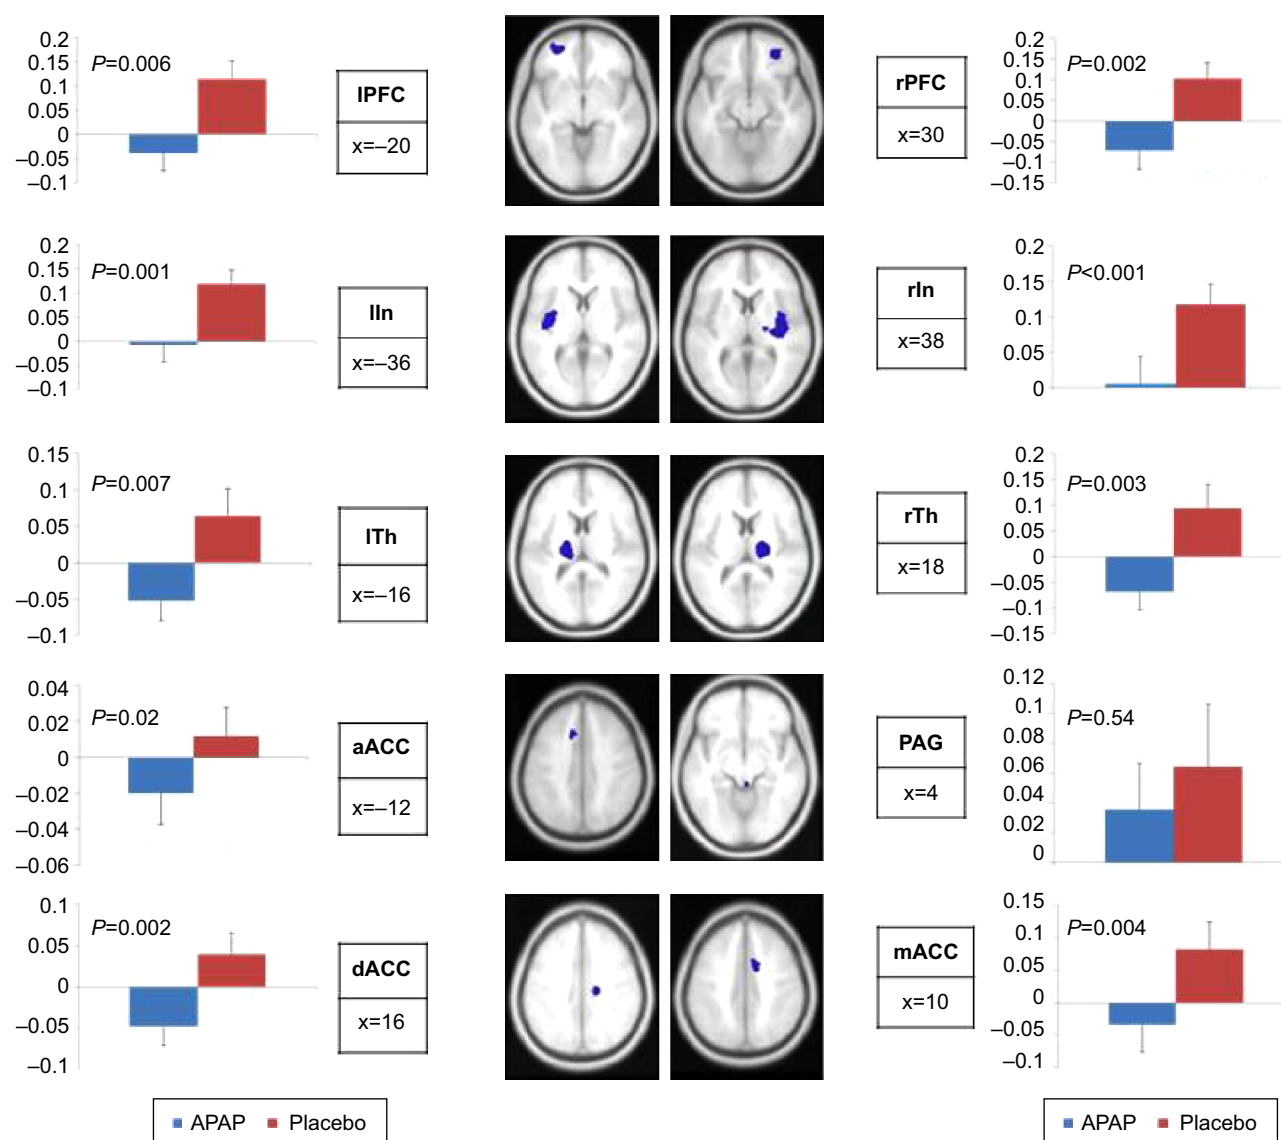 0.2
0.15
0.1
0.05
0
–0.05
–0.1
P=0.006
lPFC
x=–20
rPFC
x=30
0.2
0.15
0.1
0.05
0
–0.05
–0.1
–0.15
P=0.002
0.2
0.15
0.1
0.05
0
–0.05
–0.1
P=0.001
lIn
x=–36
rIn
x=38
0.2
0.15
0.1
0.05
0
P<0.001
0.15
0.1
0.05
0
–0.05
–0.1
P=0.007
lTh
x=–16
rTh
x=18
0.2
0.15
0.1
0.05
0
–0.05
–0.1
–0.15
P=0.003
0.04
0.02
0
–0.02
–0.04
–0.06
P=0.02
aACC
x=–12
PAG
x=4
0.12
0.1
0.08
0.06
0.04
0.02
0
P=0.54
0.1
0.05
0
–0.05
–0.1
P=0.002
dACC
x=16
mACC
x=10
0.15
0.1
0.05
0
–0.05
–0.1
P=0.004
APAP Placebo
APAP Placebo